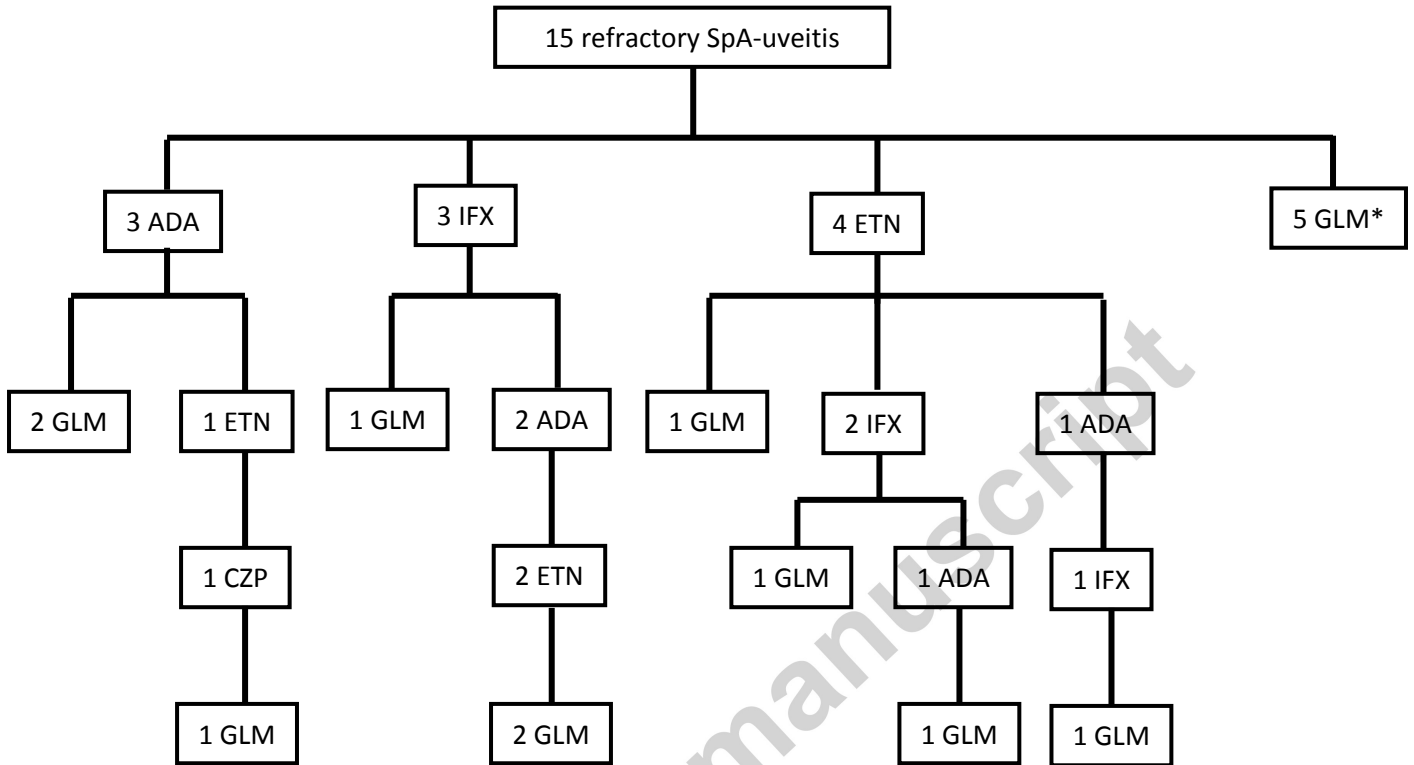 15 refractory SpA-uveitis
3 ADA
3 IFX
4 ETN
5 GLM*
2 GLM
1 ETN
1 GLM
2 ADA
1 GLM
2 IFX
1 ADA
1 CZP
2 ETN
1 GLM
1 ADA
1 IFX
1 GLM
2 GLM
1 GLM
1 GLM
manuscript